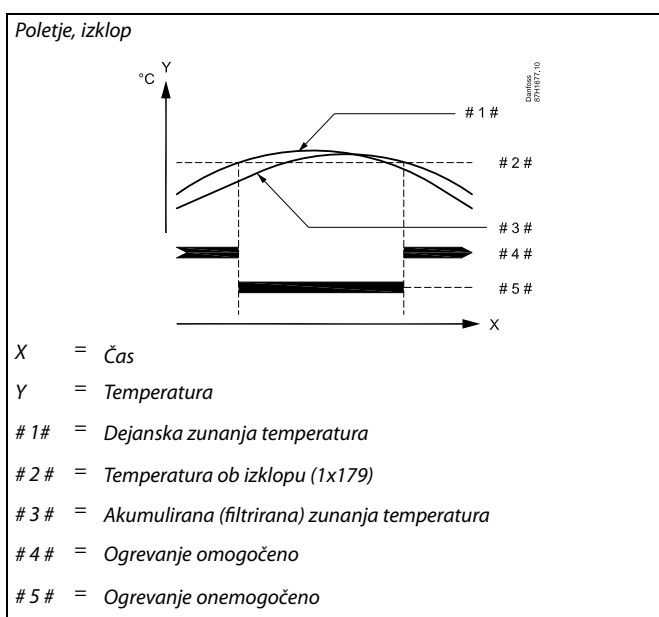 Poletje, izklop
Y
°C
Danfoss
87H1677.10
# 1 #
# 2 #
# 3 #
# 4 #
# 5 #
X
X = Čas
Y = Temperatura
# 1# = Dejanska zunanja temperatura
# 2 # = Temperatura ob izklopu (1x179)
# 3 # = Akumulirana (filtrirana) zunanja temperatura
# 4 # = Ogrevanje omogočeno
# 5 # = Ogrevanje onemogočeno